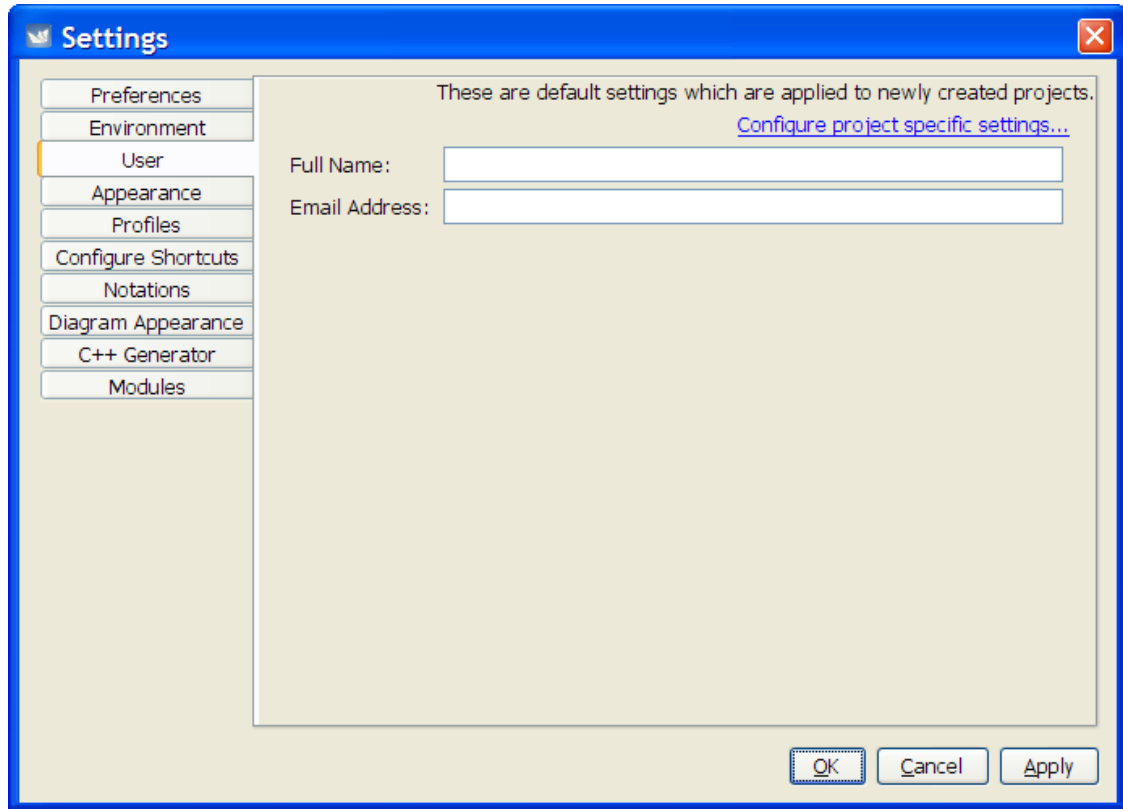 Settings
Preferences
Environment
User
Appearance
Profiles
Configure Shortcuts
Notations
Diagram Appearance
C++ Generator
Modules
These are default settings which are applied to newly created projects.
Configure project specific settings...
Full Name:
Email Address:
OK
Cancel
Apply